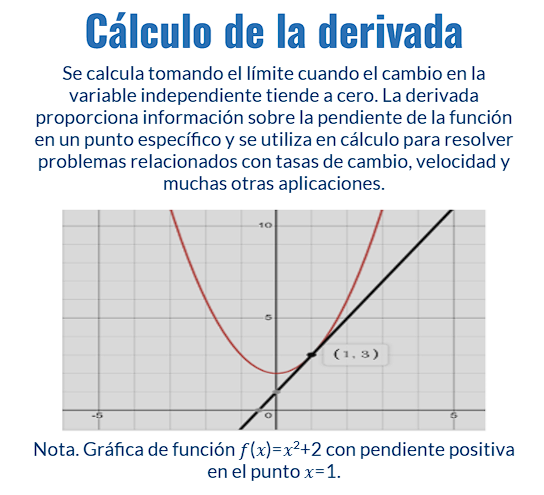 Cálculo de la derivada
Se calcula tomando el límite cuando el cambio en la
variable independiente tiende a cero. La derivada
proporciona información sobre la pendiente de la función
en un punto específico y se utiliza en cálculo para resolver
problemas relacionados con tasas de cambio, velocidad y
muchas otras aplicaciones.
10
5
(1, 3)
-5
0
5
Nota. Gráfica de función f(x)=x²+2 con pendiente positiva
en el punto x=1.